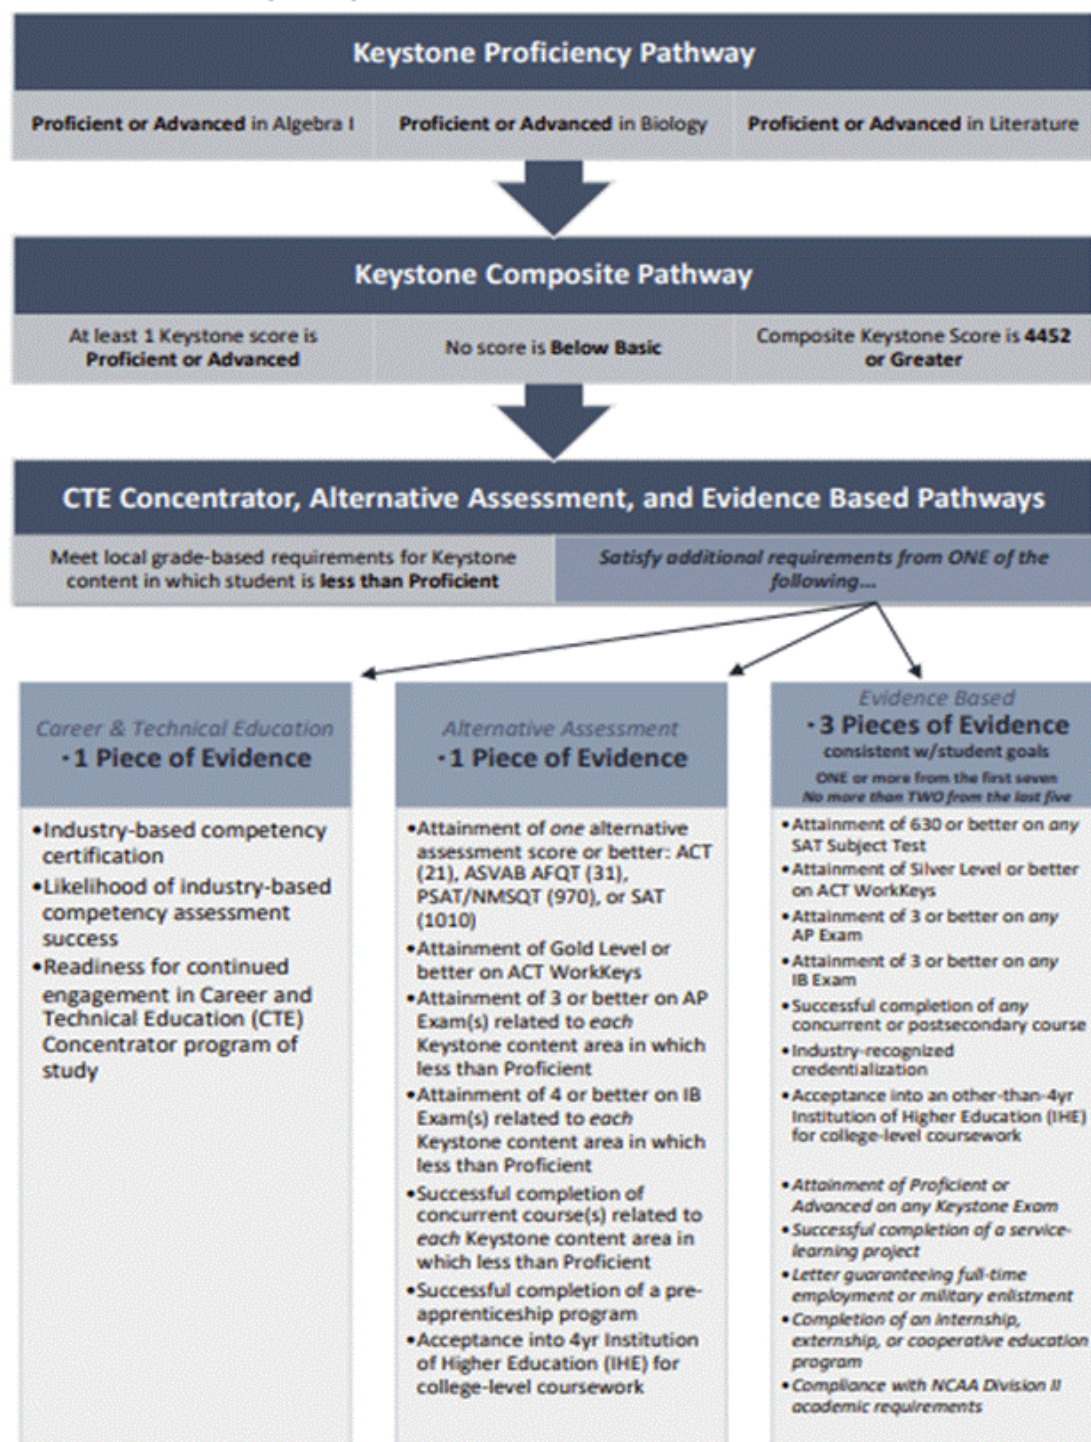 Keystone Proficiency Pathway
Proficient or Advanced in Algebra I
Proficient or Advanced in Biology
Proficient or Advanced in Literature
Keystone Composite Pathway
At least 1 Keystone score is
Proficient or Advanced
No score is Below Basic
Composite Keystone Score is 4452
or Greater
CTE Concentrator, Alternative Assessment, and Evidence Based Pathways
Meet local grade-based requirements for Keystone
content in which student is less than Proficient
Satisfy additional requirements from ONE of the
following...
Career & Technical Education
· 1 Piece of Evidence
•Industry-based competency
certification
•Likelihood of industry-based
competency assessment
success
•Readiness for continued
engagement in Career and
Technical Education (CTE)
Concentrator program of
study
Alternative Assessment
· 1 Piece of Evidence
•Attainment of one alternative
assessment score or better: ACT
(21), ASVAB AFQT (31),
PSAT/NMSQT (970), or SAT
(1010)
•Attainment of Gold Level or
better on ACT WorkKeys
•Attainment of 3 or better on AP
Exam(s) related to each
Keystone content area in which
less than Proficient
•Attainment of 4 or better on IB
Exam(s) related to each
Keystone content area in which
less than Proficient
•Successful completion of
concurrent course(s) related to
each Keystone content area in
which less than Proficient
•Successful completion of a pre-
apprenticeship program
•Acceptance into 4yr Institution
of Higher Education (IHE) for
college-level coursework
Evidence Based
· 3 Pieces of Evidence
consistent w/student goals
ONE or more from the first seven
No more than TWO from the last five
•Attainment of 630 or better on any
SAT Subject Test
•Attainment of Silver Level or better
on ACT WorkKeys
•Attainment of 3 or better on any
AP Exam
•Attainment of 3 or better on any
IB Exam
•Successful completion of any
concurrent or postsecondary course
•Industry-recognized
credentialization
•Acceptance into an other-than-4yr
Institution of Higher Education (IHE)
for college-level coursework
•Attainment of Proficient or
Advanced on any Keystone Exam
•Successful completion of a service-
learning project
•Letter guaranteeing full-time
employment or military enlistment
•Completion of an internship,
externship, or cooperative education
program
•Compliance with NCAA Division II
academic requirements